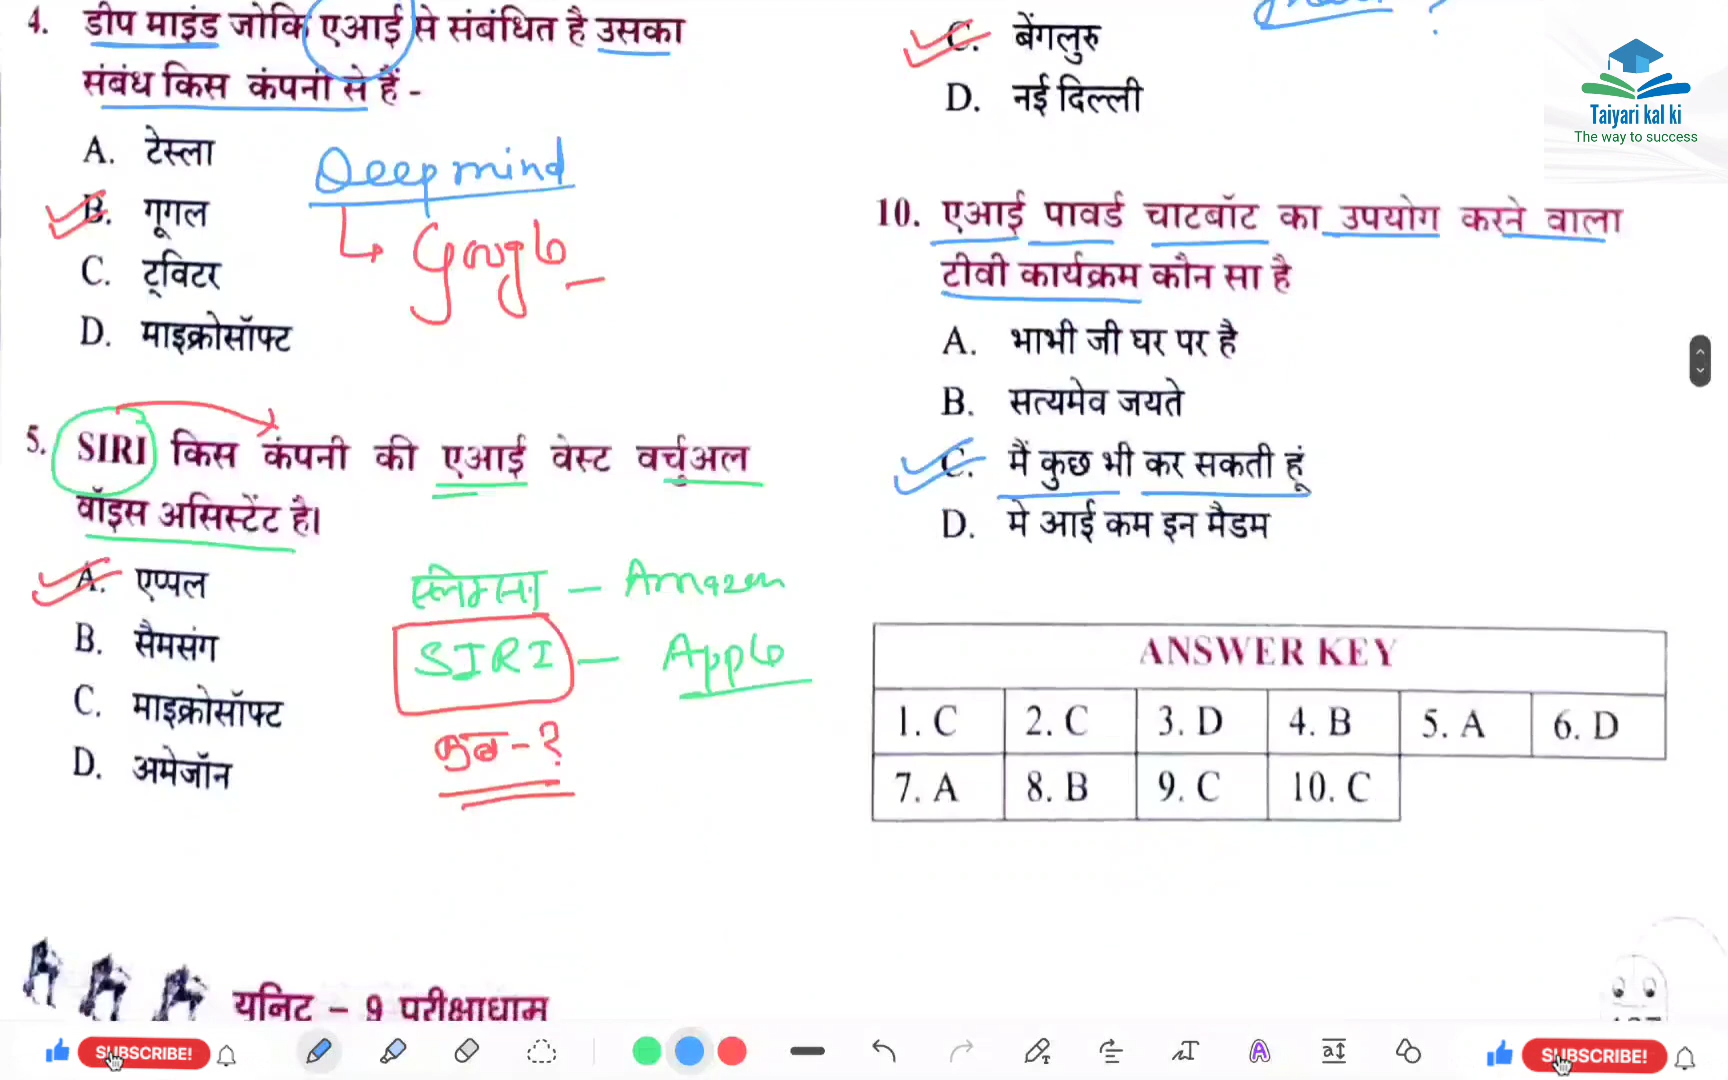 4. डीप माइंड जोकि एआई से संबंधित है उसका
संबंध किस कंपनी से हैं -
A. टेस्ला
B. गूगल
C. ट्विटर
D. माइक्रोसॉफ्ट
Deepmind
Google
5. SIRI किस कंपनी की एआई वेस्ट वर्चुअल
वॉइस असिस्टेंट है।
A. एप्पल
B. सैमसंग
C. माइक्रोसॉफ्ट
D. अमेजॉन
– Amazon
SIRI – Apple
कब - ?
C. बेंगलुरु
D. नई दिल्ली
10. एआई पावर्ड चाटबॉट का उपयोग करने वाला
टीवी कार्यक्रम कौन सा है
A. भाभी जी घर पर है
B. सत्यमेव जयते
C. मैं कुछ भी कर सकती हूं
D. मे आई कम इन मैडम
ANSWER KEY
1. C 2. C 3. D 4. B 5. A 6. D
7. A 8. B 9. C 10. C
यूनिट – 9 परीक्षाधाम
Taiyari kal ki
The way to success
SUBSCRIBE!
SUBSCRIBE!